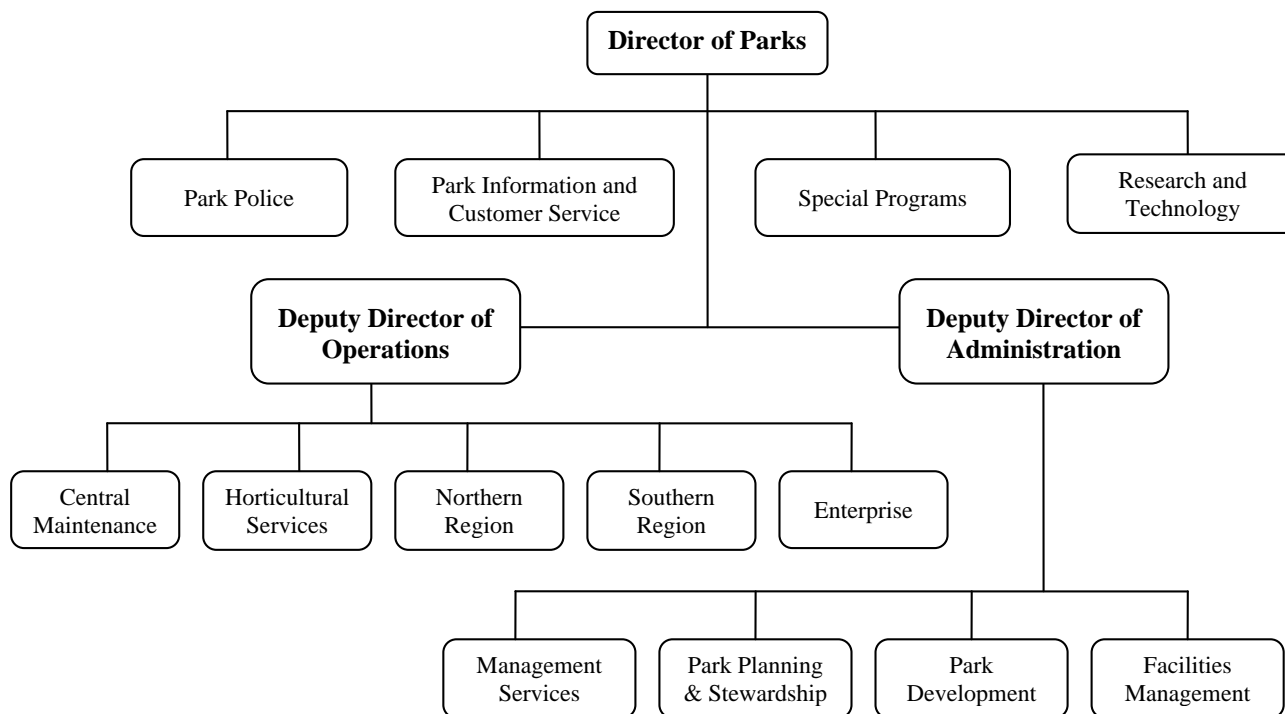 Director of Parks
Park Police
Park Information and
Customer Service
Special Programs
Research and
Technology
Deputy Director of
Operations
Deputy Director of
Administration
Central
Maintenance
Horticultural
Services
Northern
Region
Southern
Region
Enterprise
Management
Services
Park Planning
& Stewardship
Park
Development
Facilities
Management